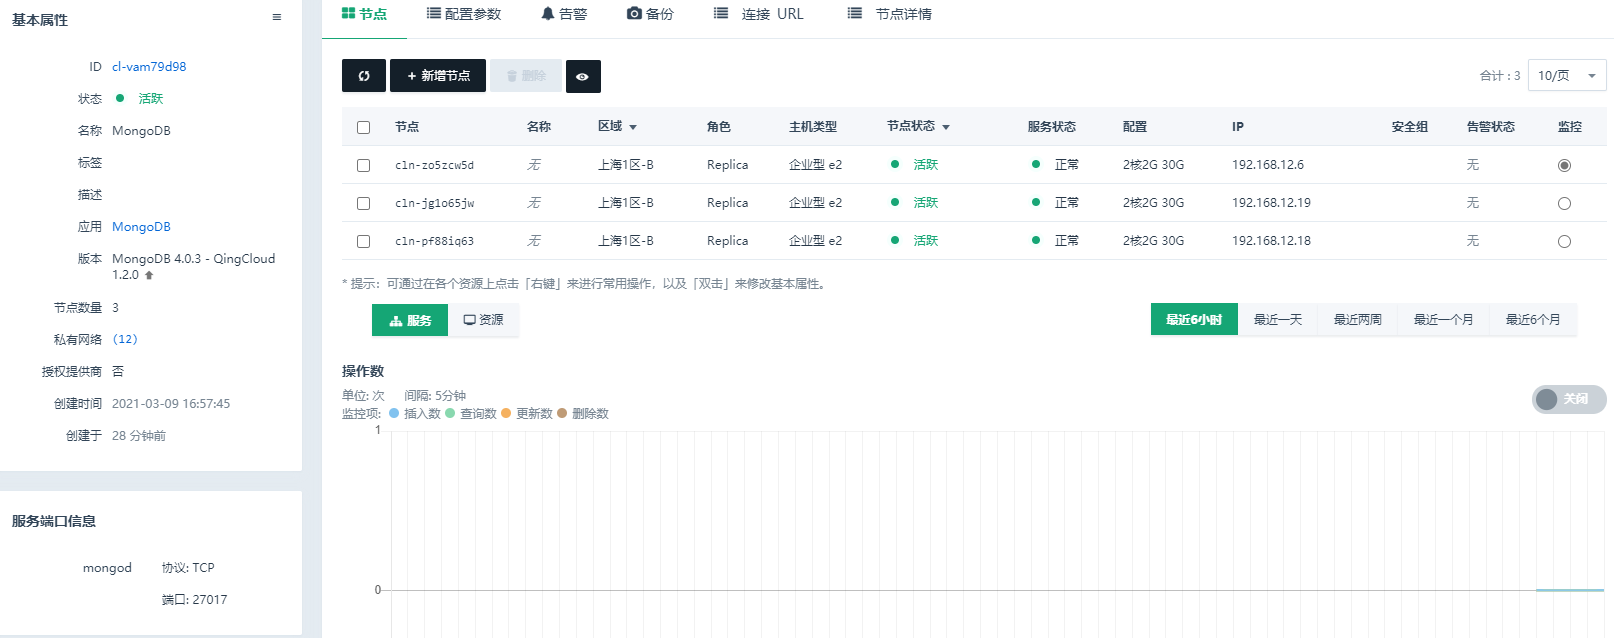 基本属性
ID cl-vam79d98
状态 活跃
名称 MongoDB
标签
描述
应用 MongoDB
版本 MongoDB 4.0.3 - QingCloud
1.2.0
节点数量 3
私有网络 (12)
授权提供商 否
创建时间 2021-03-09 16:57:45
创建于 28 分钟前
服务端口信息
mongod 协议: TCP
端口: 27017
节点 配置参数 告警 备份 连接 URL 节点详情
+ 新增节点 删除 合计 : 3 10/页
节点 名称 区域 角色 主机类型 节点状态 服务状态 配置 IP 安全组 告警状态 监控
cln-zo5zcw5d 无 上海1区-B Replica 企业型 e2 活跃 正常 2核2G 30G 192.168.12.6 无
cln-jg1o65jw 无 上海1区-B Replica 企业型 e2 活跃 正常 2核2G 30G 192.168.12.19 无
cln-pf88iq63 无 上海1区-B Replica 企业型 e2 活跃 正常 2核2G 30G 192.168.12.18 无
* 提示：可通过在各个资源上点击「右键」来进行常用操作，以及「双击」来修改基本属性。
服务 资源 最近6小时 最近一天 最近两周 最近一个月 最近6个月
操作数
单位: 次 间隔: 5分钟 关闭
监控项: 插入数 查询数 更新数 删除数
1
0